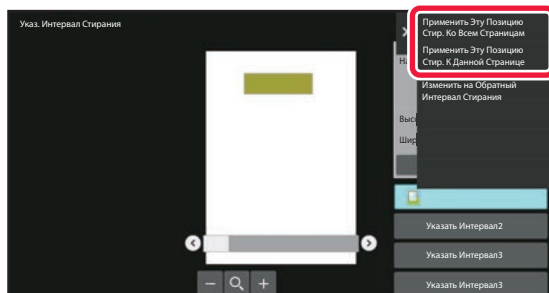 Указ. Интервал Стирания
Применить Эту Позицию
Стир. Ко Всем Страницам
Применить Эту Позицию
Стир. К Данной Странице
Изменить на Обратный
Интервал Стирания
Указать Интервал2
Указать Интервал3
Указать Интервал3